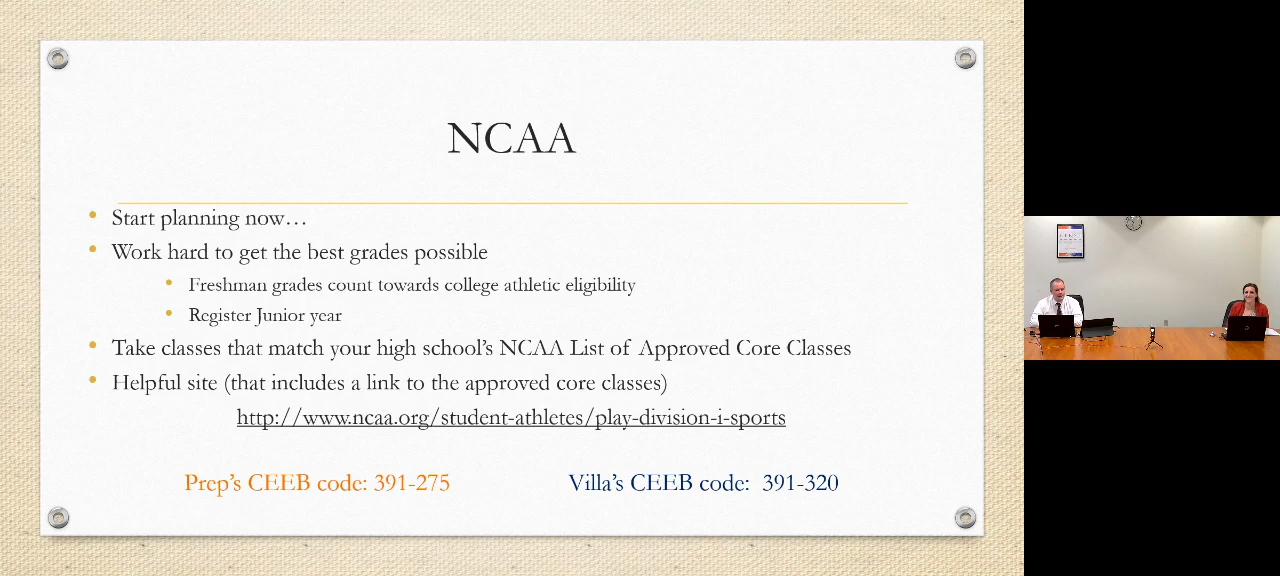 NCAA
Start planning now…
Work hard to get the best grades possible
Freshman grades count towards college athletic eligibility
Register Junior year
Take classes that match your high school's NCAA List of Approved Core Classes
Helpful site (that includes a link to the approved core classes)
http://www.ncaa.org/student-athletes/play-division-i-sports
Prep's CEEB code: 391-275
Villa's CEEB code: 391-320